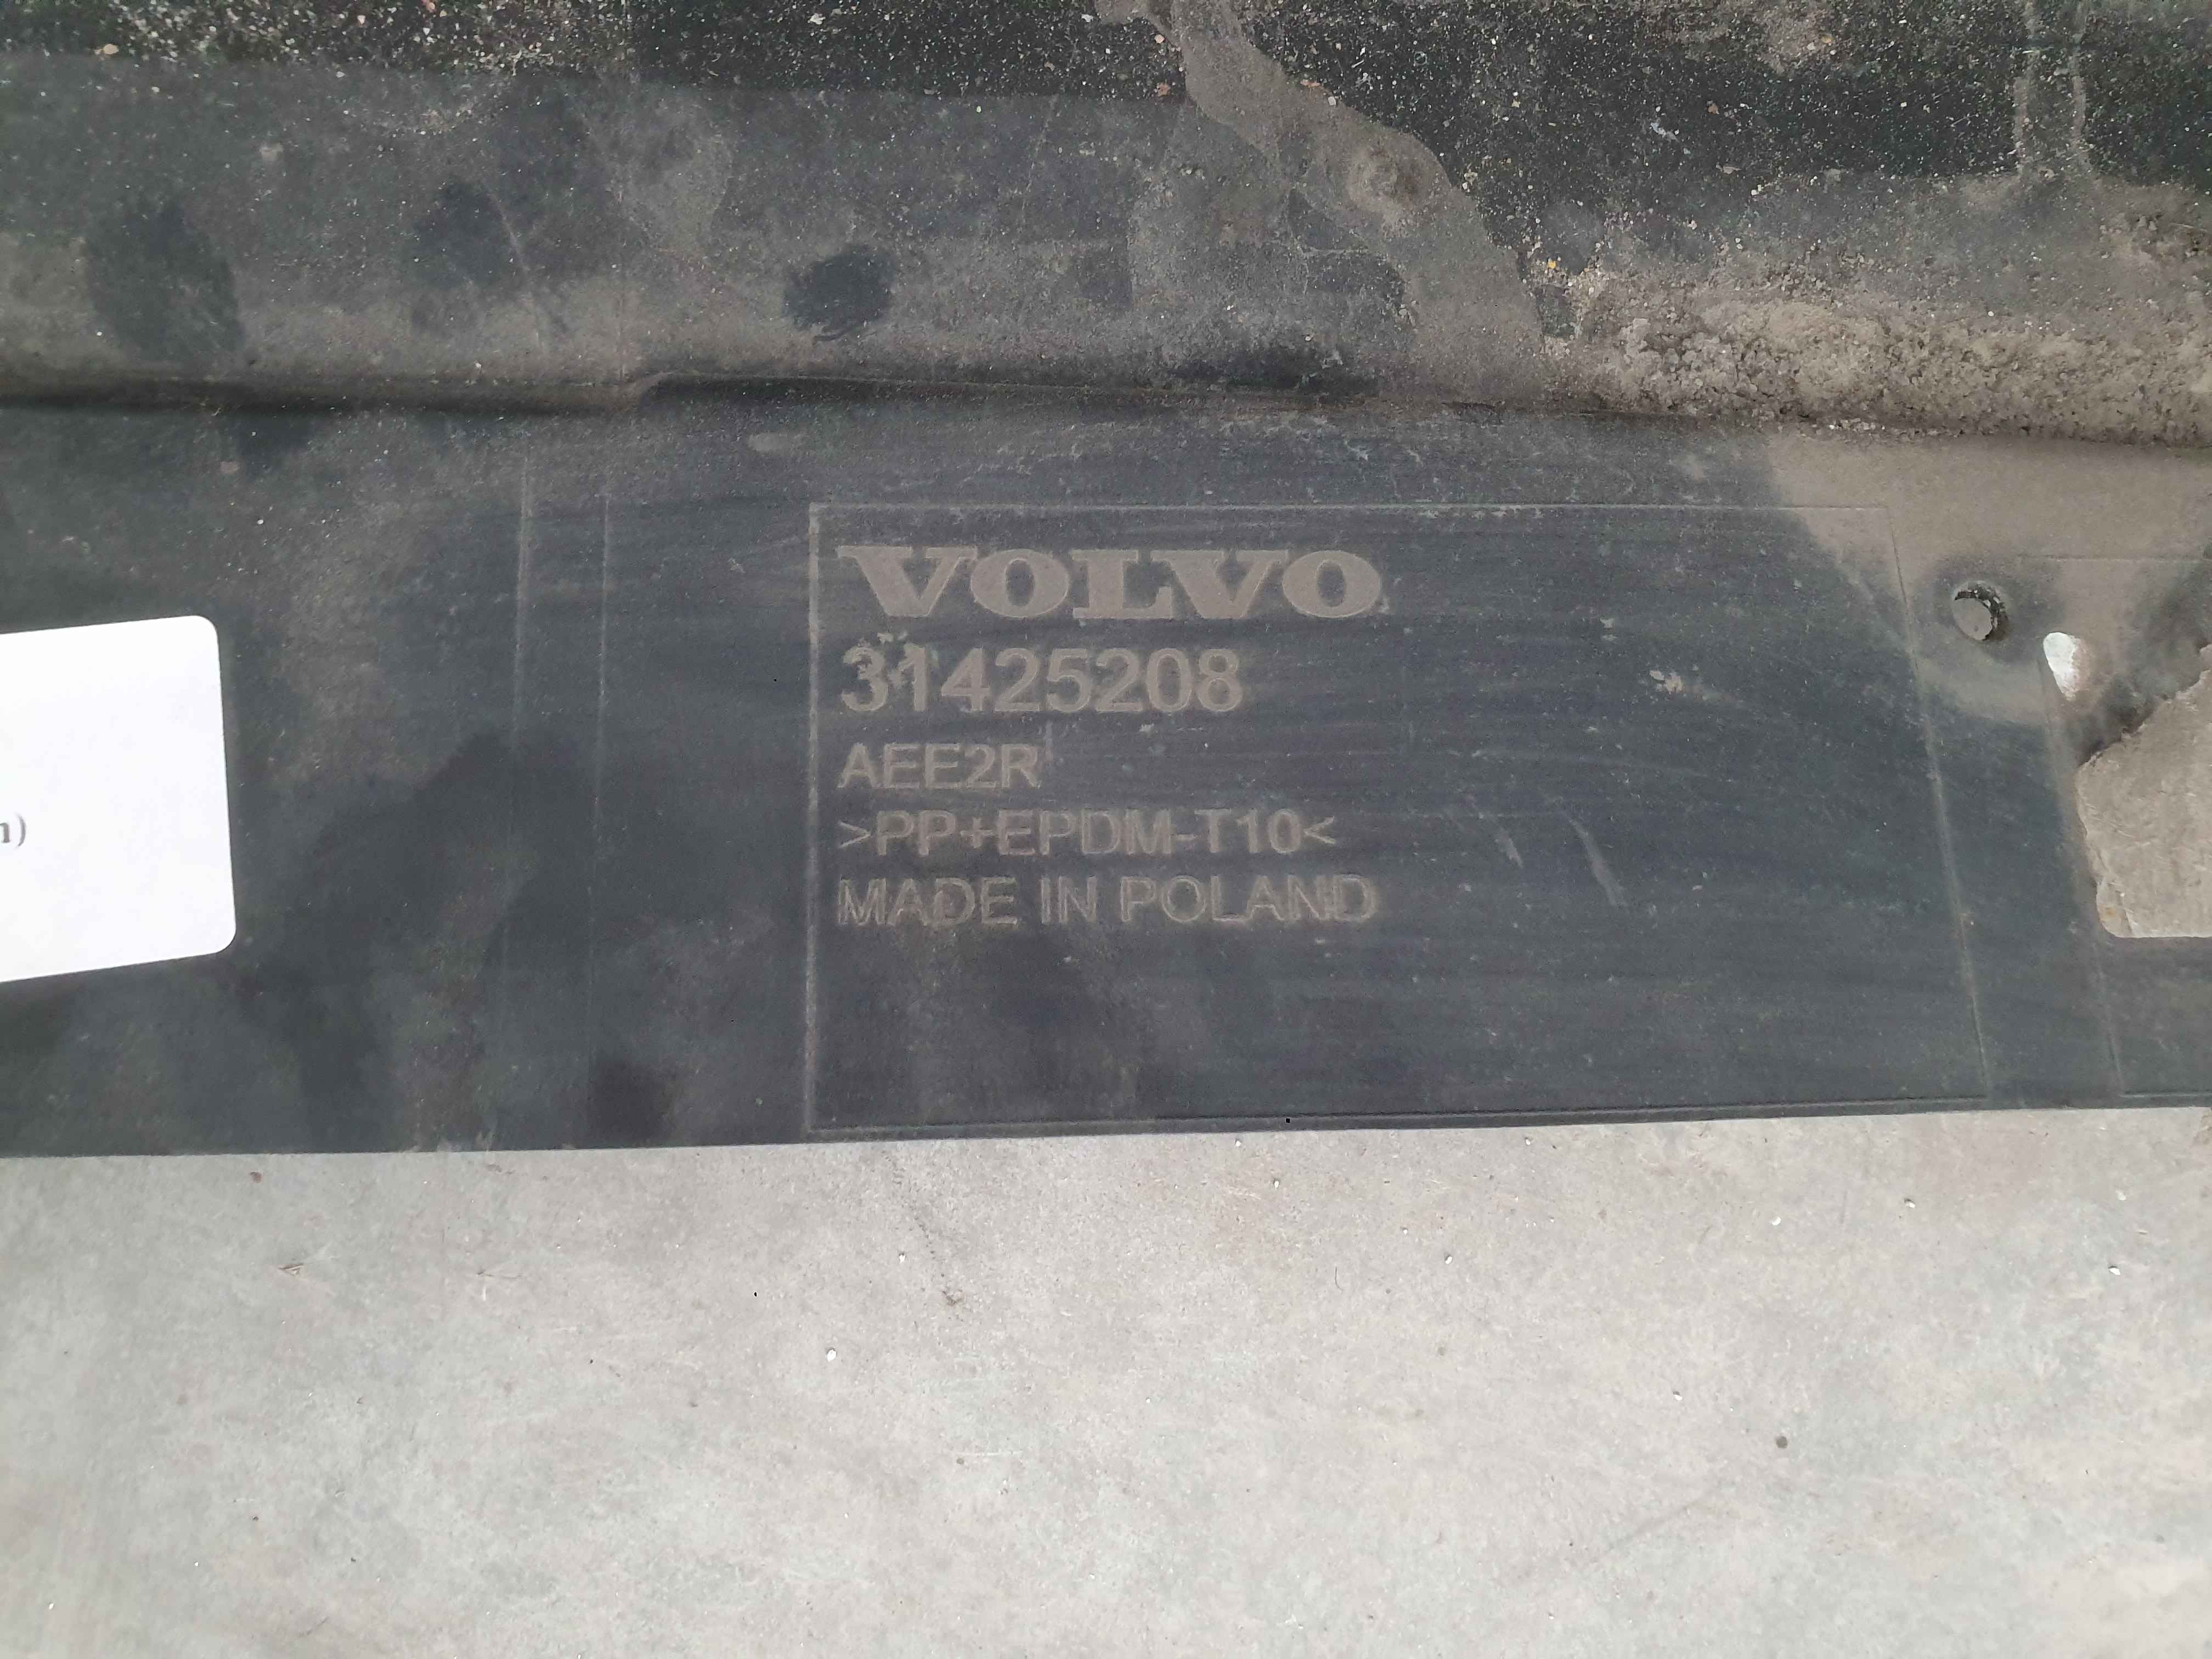 VOLVO
31425208
AEE2R
>PP+EPDM-T10<
MADE IN POLAND